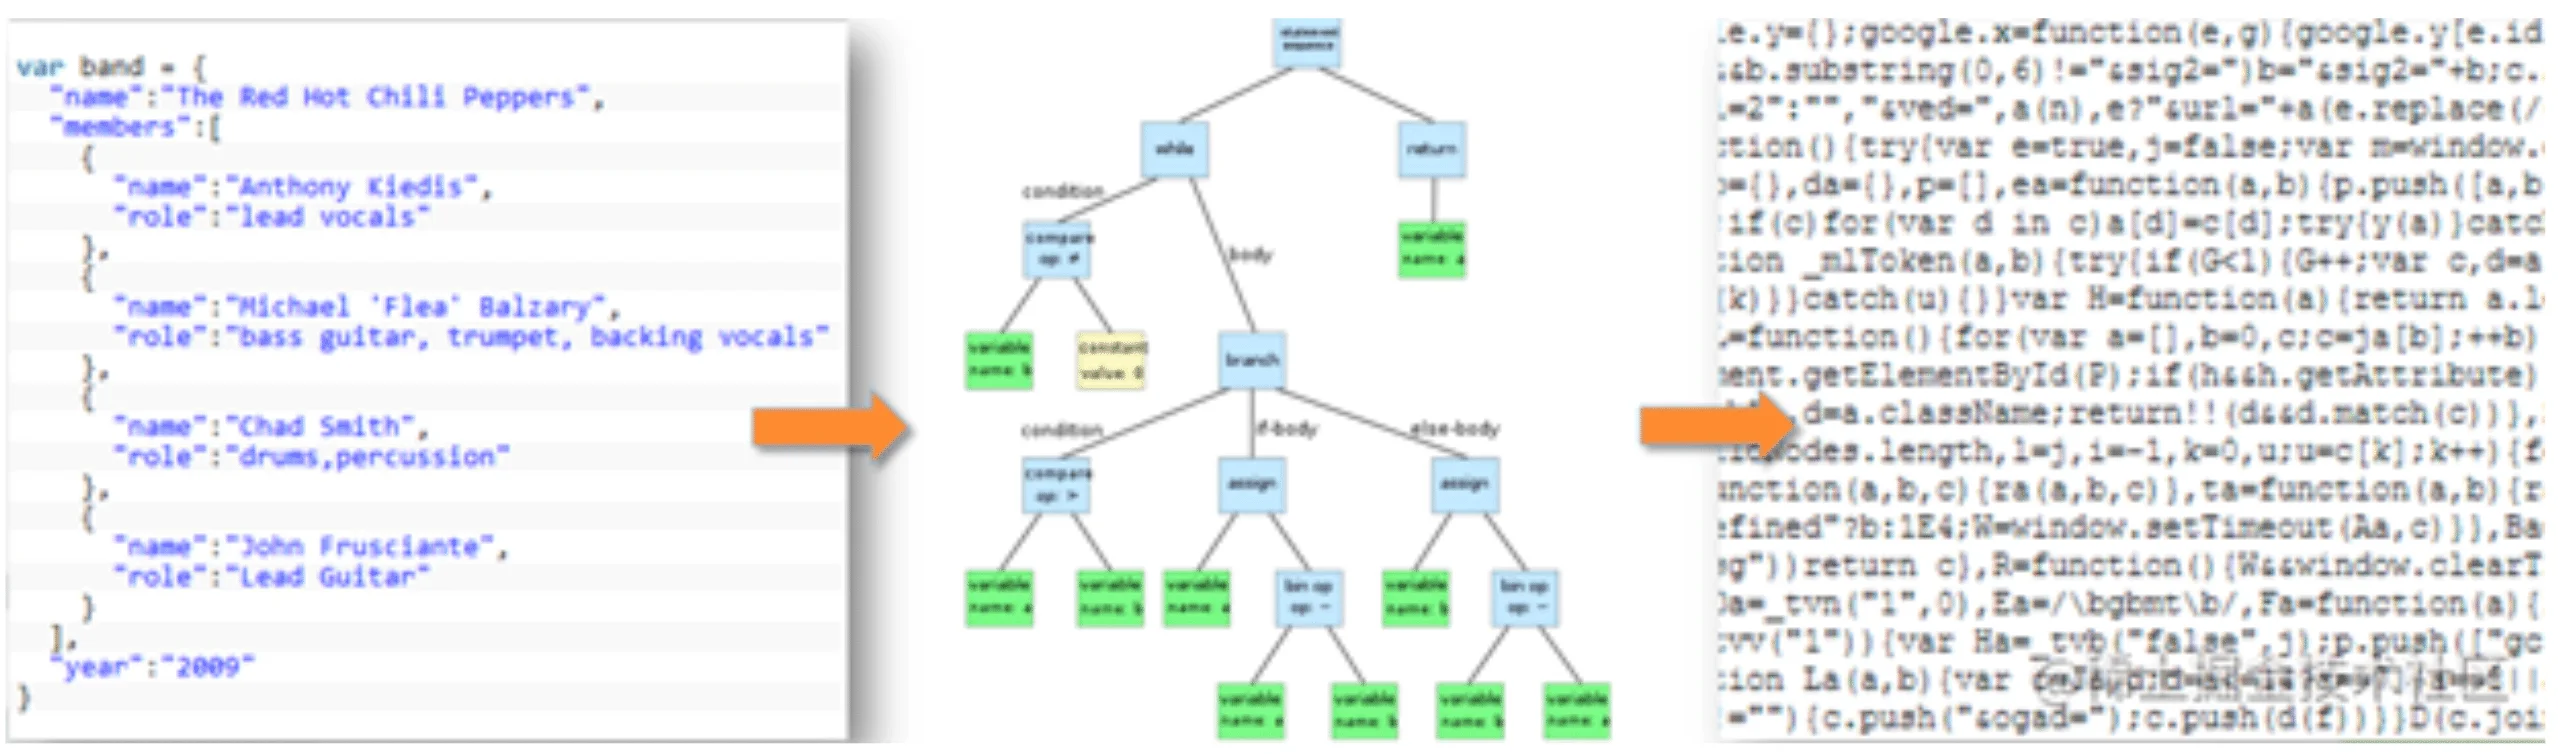 var band = {
"name":"The Red Hot Chili Peppers",
"members":[
{
"name":"Anthony Kiedis",
"role":"lead vocals"
},
{
"name":"Michael 'Flea' Balzary",
"role":"bass guitar, trumpet, backing vocals"
},
{
"name":"Chad Smith",
"role":"drums,percussion"
},
{
"name":"John Frusciante",
"role":"Lead Guitar"
}
],
"year":"2009"
}
sequence
while
return
condition
body
compare
op: ≠
variable
name: a
variable
name: b
constant
value: 0
branch
condition
if-body
else-body
compare
op: >
assign
assign
variable
name: a
variable
name: b
variable
name: a
bin op
op: -
variable
name: b
bin op
op: -
variable
name: a
variable
name: b
variable
name: b
variable
name: a
.e.y={};google.x=function(e,g){google.y[e.id
&b.substring(0,6)!="&sig2=")b="&sig2="+b;c.
=2":"","&ved=",a(n),e?"&url="+a(e.replace(/
ction(){try{var e=true,j=false;var m=window.
={},da={},p=[],ea=function(a,b){p.push([a,b
if(c)for(var d in c)a[d]=c[d];try{y(a)}catc
ion _mlToken(a,b){try{if(G<1){G++;var c,d=a
[k)}}catch(u){}}var H=function(a){return a.l
=function(){for(var a=[],b=0,c;c=ja[b];++b)
ment.getElementById(P);if(h&&h.getAttribute)
d=a.className;return!!(d&&d.match(c))},
odes.length,l=j,i=-1,k=0,u;u=c[k];k++){f
unction(a,b,c){ra(a,b,c)},ta=function(a,b){r
efined"?b:1E4;W=window.setTimeout(Aa,c)}},Ba
sg"))return c},R=function(){W&&window.clearT
Ja=_tvn("l",0),Ea=/\bgbmt\b/,Fa=function(a){
vv("l")){var Ha=_tvb("false",j);p.push(["gc
ion La(a,b){var
=""){c.push("&ogad=");c.push(d(f))}}D(c.joi
@稀土掘金技术社区